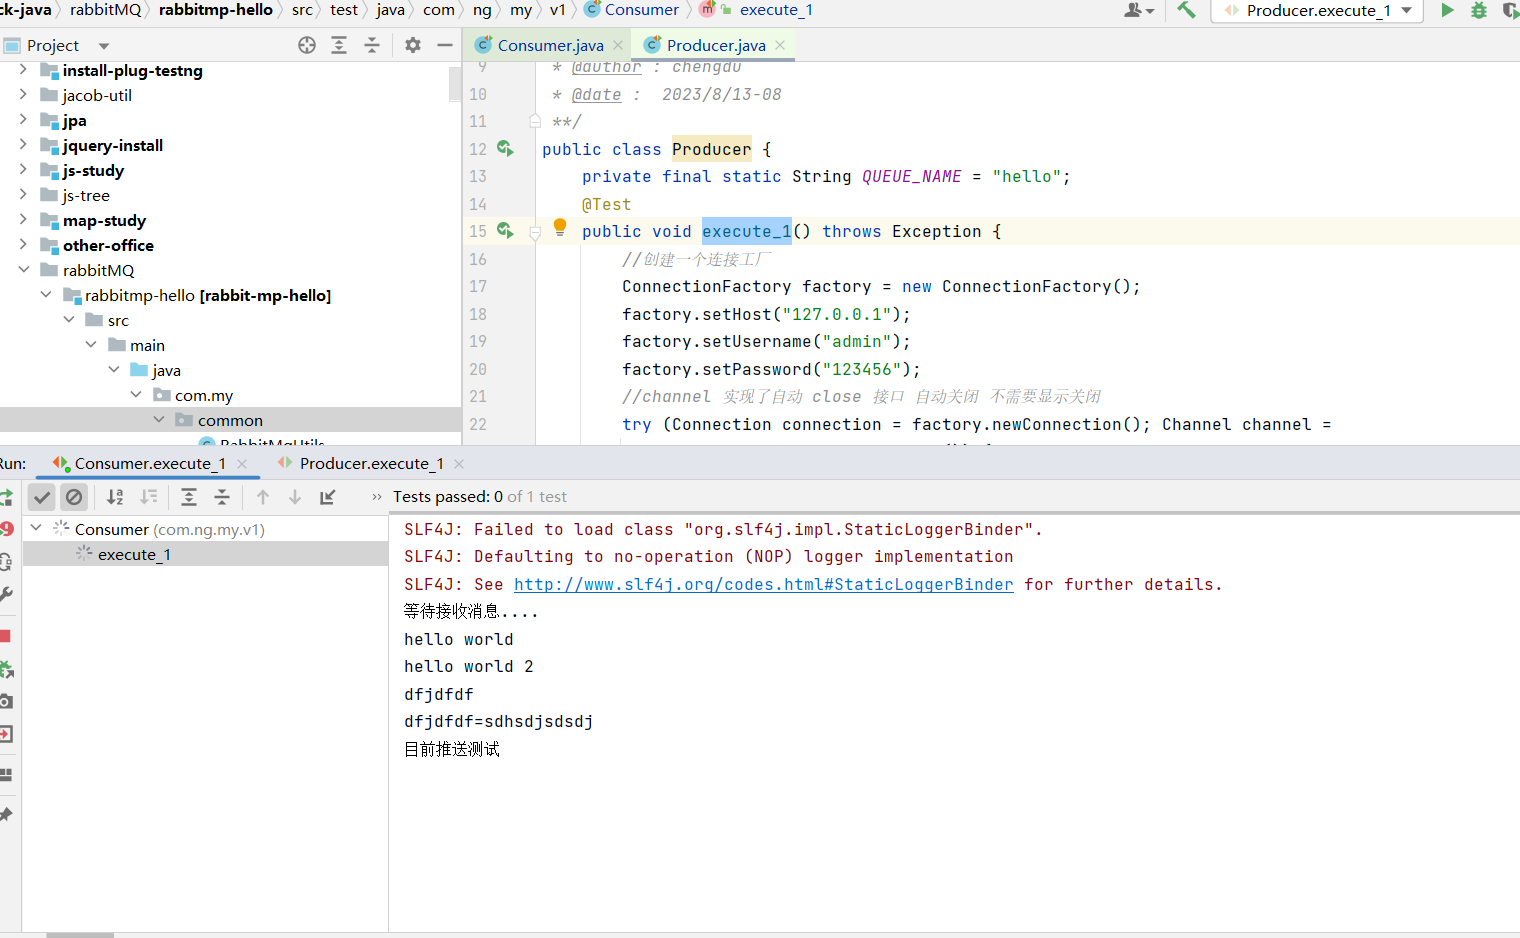 ck-java rabbitMQ rabbitmp-hello src test java com ng my v1 Consumer execute_1 Producer.execute_1
Project
Consumer.java Producer.java
install-plug-testng
jacob-util
jpa
jquery-install
js-study
js-tree
map-study
other-office
rabbitMQ
rabbitmp-hello [rabbit-mp-hello]
src
main
java
com.my
common
RabbitMqUtils
9 * @author : chengdu
10 * @date : 2023/8/13-08
11 **/
12 public class Producer {
13 private final static String QUEUE_NAME = "hello";
14 @Test
15 public void execute_1() throws Exception {
16 //创建一个连接工厂
17 ConnectionFactory factory = new ConnectionFactory();
18 factory.setHost("127.0.0.1");
19 factory.setUsername("admin");
20 factory.setPassword("123456");
21 //channel 实现了自动 close 接口 自动关闭 不需要显示关闭
22 try (Connection connection = factory.newConnection(); Channel channel =
Run: Consumer.execute_1 Producer.execute_1
Tests passed: 0 of 1 test
Consumer (com.ng.my.v1)
execute_1
SLF4J: Failed to load class "org.slf4j.impl.StaticLoggerBinder".
SLF4J: Defaulting to no-operation (NOP) logger implementation
SLF4J: See http://www.slf4j.org/codes.html#StaticLoggerBinder for further details.
等待接收消息....
hello world
hello world 2
dfjdfdf
dfjdfdf=sdhsdjsdsdj
目前推送测试